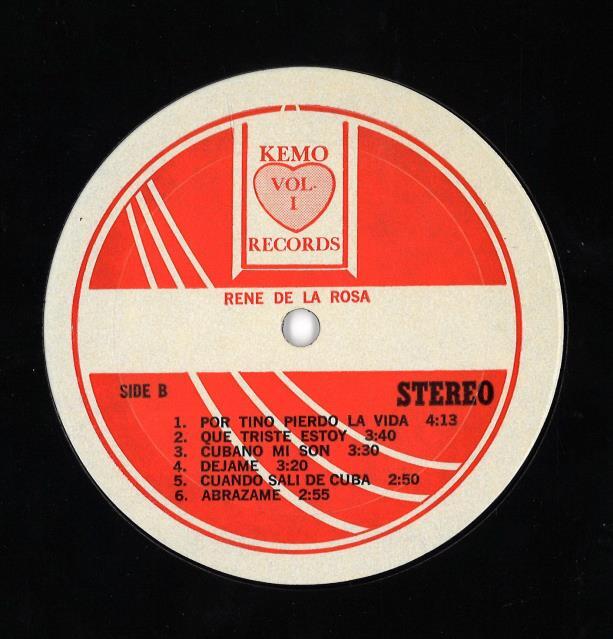 KEMO
VOL.
I
RECORDS
RENE DE LA ROSA
SIDE B
STEREO
1. POR TINO PIERDO LA VIDA 4:13
2. QUE TRISTE ESTOY 3:40
3. CUBANO MI SON 3:30
4. DEJAME 3:20
5. CUANDO SALI DE CUBA 2:50
6. ABRAZAME 2:55